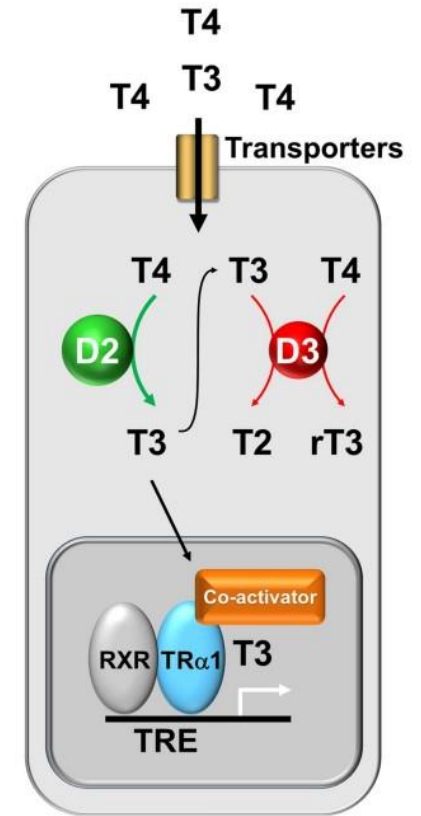 T4
T4 T3 T4
Transporters
T4 T3 T4
D2 D3
T3 T2 rT3
Co-activator
RXR TRα1 T3
TRE